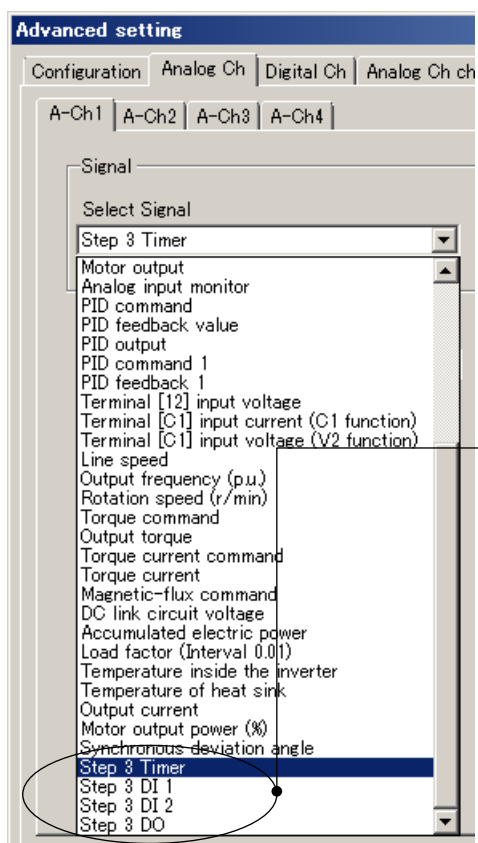 Advanced setting
Configuration Analog Ch Digital Ch Analog Ch ch
A-Ch1 A-Ch2 A-Ch3 A-Ch4
Signal
Select Signal
Step 3 Timer
Motor output
Analog input monitor
PID command
PID feedback value
PID output
PID command 1
PID feedback 1
Terminal [12] input voltage
Terminal [C1] input current (C1 function)
Terminal [C1] input voltage (V2 function)
Line speed
Output frequency (p.u.)
Rotation speed (r/min)
Torque command
Output torque
Torque current command
Torque current
Magnetic-flux command
DC link circuit voltage
Accumulated electric power
Load factor (Interval 0.01)
Temperature inside the inverter
Temperature of heat sink
Output current
Motor output power (%)
Synchronous deviation angle
Step 3 Timer
Step 3 DI 1
Step 3 DI 2
Step 3 DO